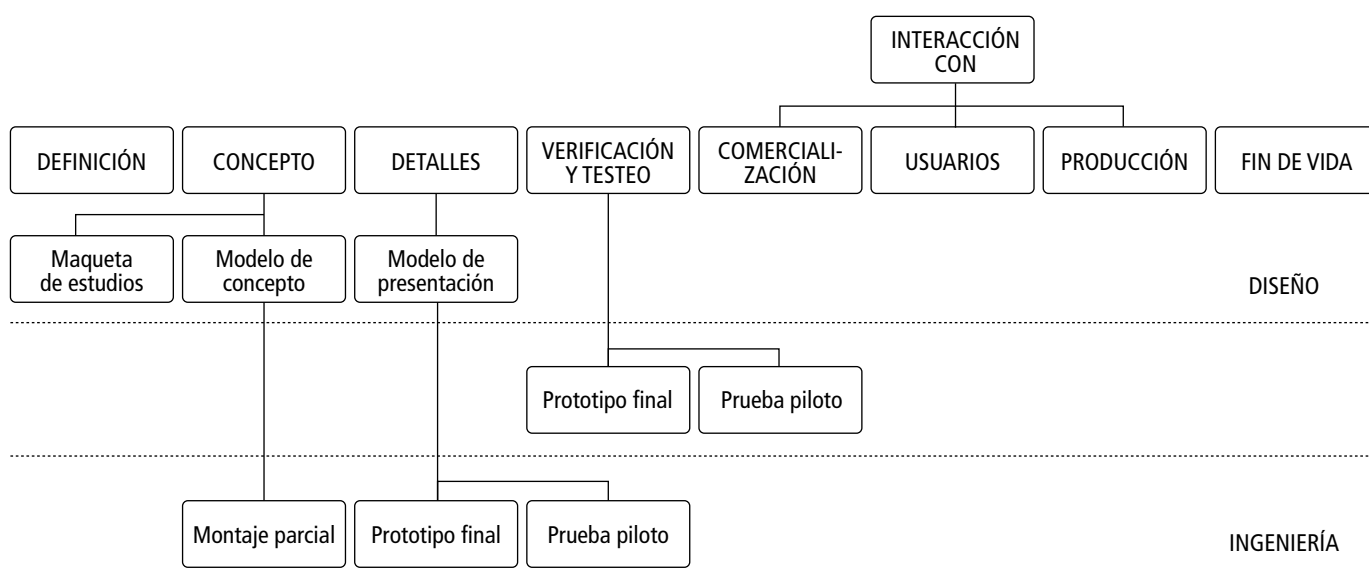 INTERACCIÓN
CON
DEFINICIÓN
CONCEPTO
DETALLES
VERIFICACIÓN
Y TESTEO
COMERCIALI-
ZACIÓN
USUARIOS
PRODUCCIÓN
FIN DE VIDA
Maqueta
de estudios
Modelo de
concepto
Modelo de
presentación
DISEÑO
Prototipo final
Prueba piloto
Montaje parcial
Prototipo final
Prueba piloto
INGENIERÍA